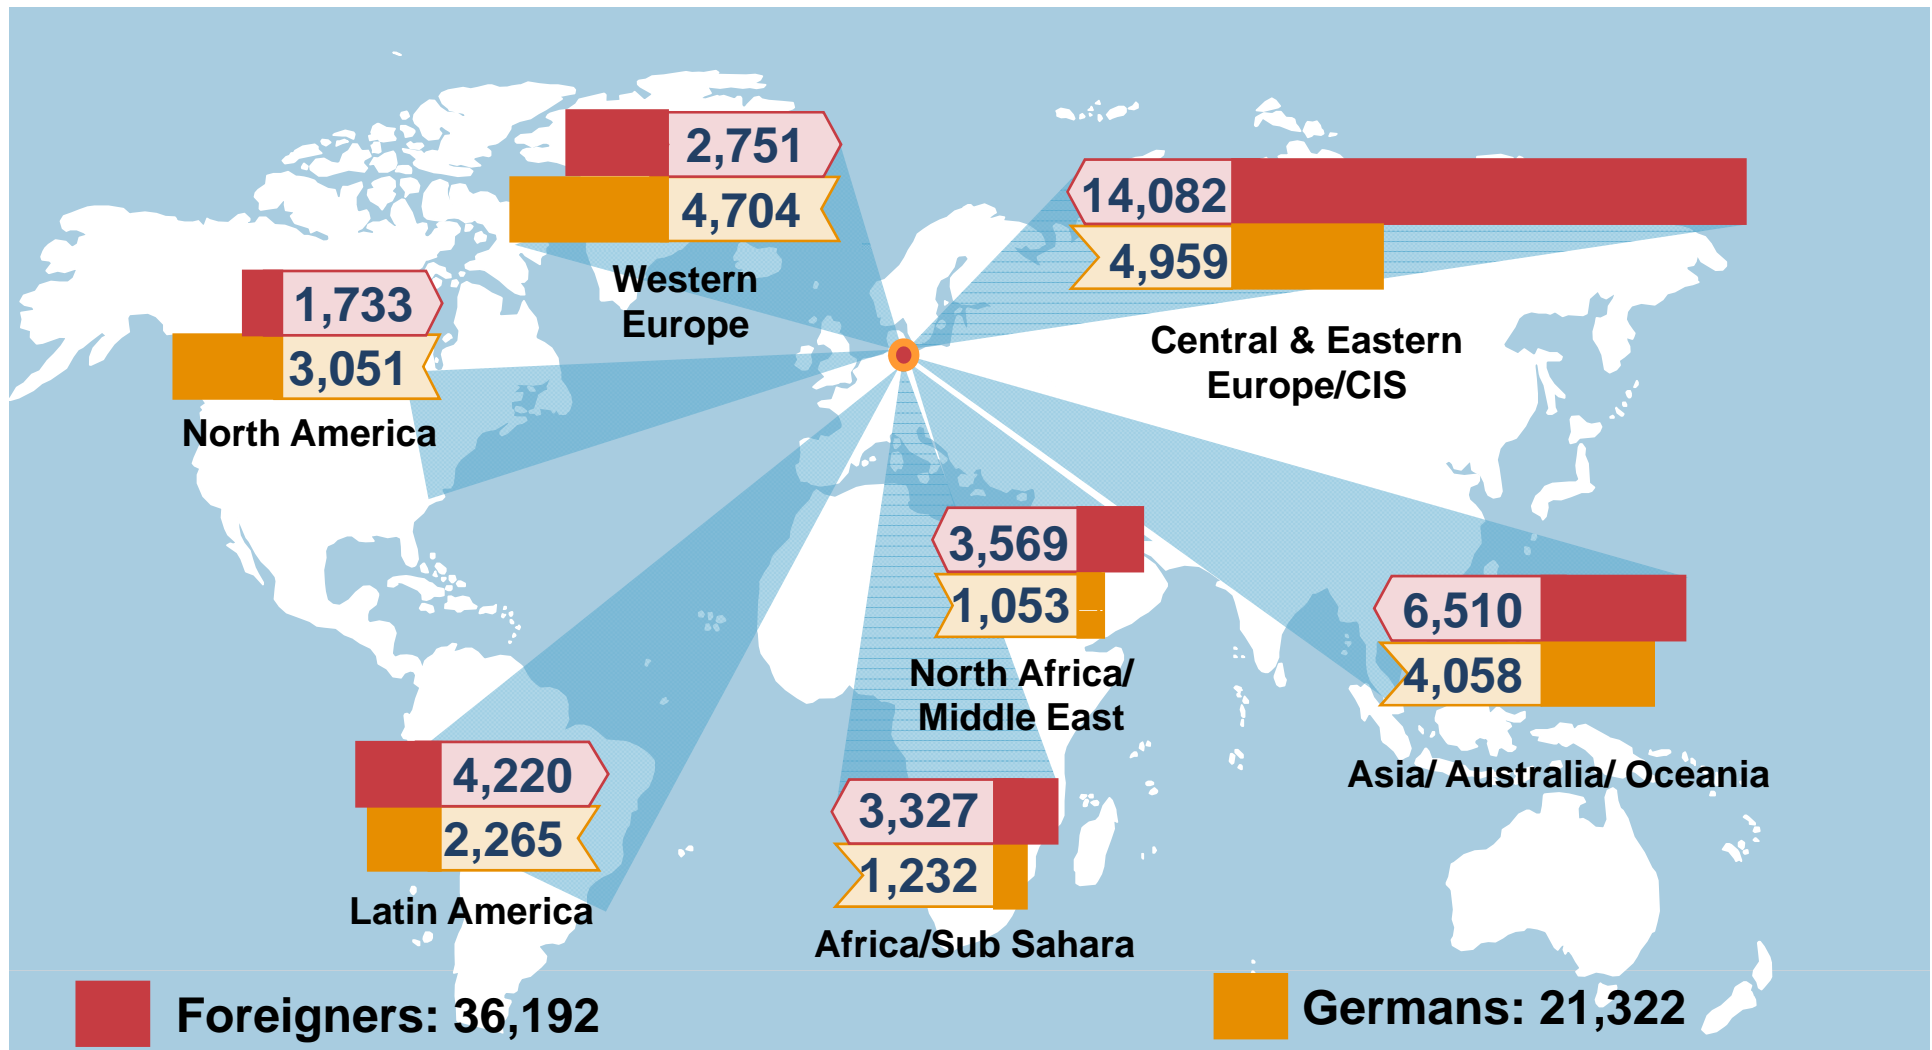 2,751
4,704
Western
Europe
14,082
4,959
Central & Eastern
Europe/CIS
1,733
3,051
North America
3,569
1,053
North Africa/
Middle East
6,510
4,058
Asia/ Australia/ Oceania
4,220
2,265
Latin America
3,327
1,232
Africa/Sub Sahara
Foreigners: 36,192
Germans: 21,322